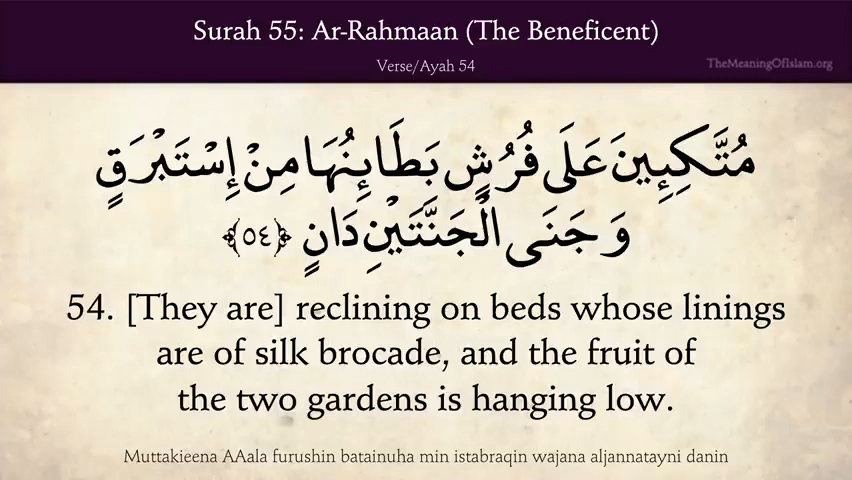 Surah 55: Ar-Rahmaan (The Beneficent)
Verse/Ayah 54
TheMeaningOfIslam.org
مُتَّكِئِينَ عَلَى فُرُشٍ بَطَائِنُهَا مِنْ إِسْتَبْرَقٍ
وَجَنَى الْجَنَّتَيْنِ دَانٍ ﴿٥٤﴾
54. [They are] reclining on beds whose linings
are of silk brocade, and the fruit of
the two gardens is hanging low.
Muttakieena AAala furushin batainuha min istabraqin wajana aljannatayni danin